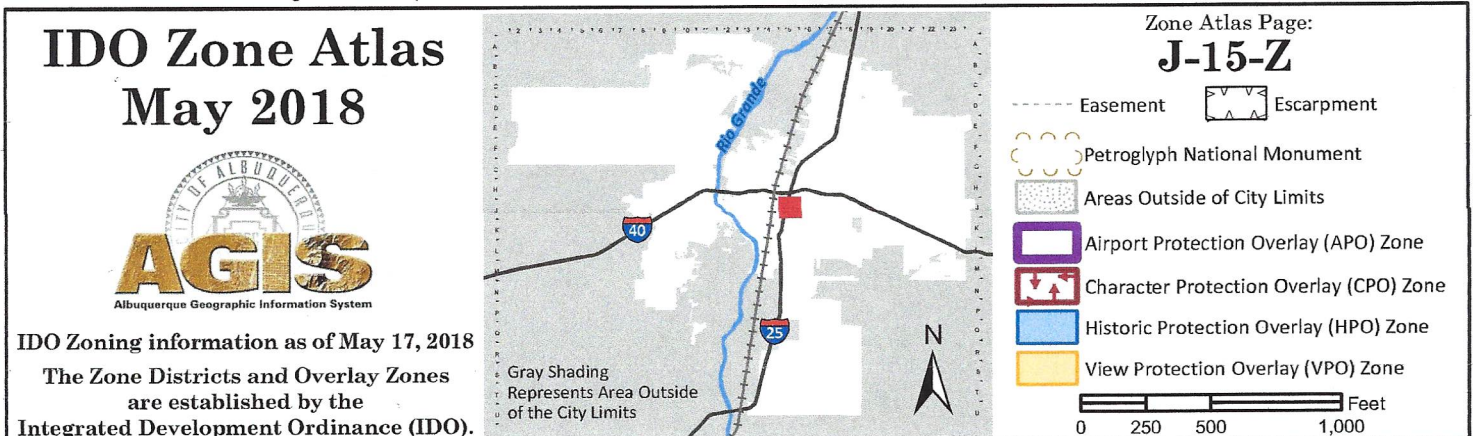 IDO Zone Atlas
May 2018
CITY OF ALBUQUERQUE
AGIS
Albuquerque Geographic Information System
IDO Zoning information as of May 17, 2018
The Zone Districts and Overlay Zones
are established by the
Integrated Development Ordinance (IDO).
Rio Grande
40
25
N
Gray Shading
Represents Area Outside
of the City Limits
Zone Atlas Page:
J-15-Z
Easement
Escarpment
Petroglyph National Monument
Areas Outside of City Limits
Airport Protection Overlay (APO) Zone
Character Protection Overlay (CPO) Zone
Historic Protection Overlay (HPO) Zone
View Protection Overlay (VPO) Zone
Feet
0 250 500 1,000